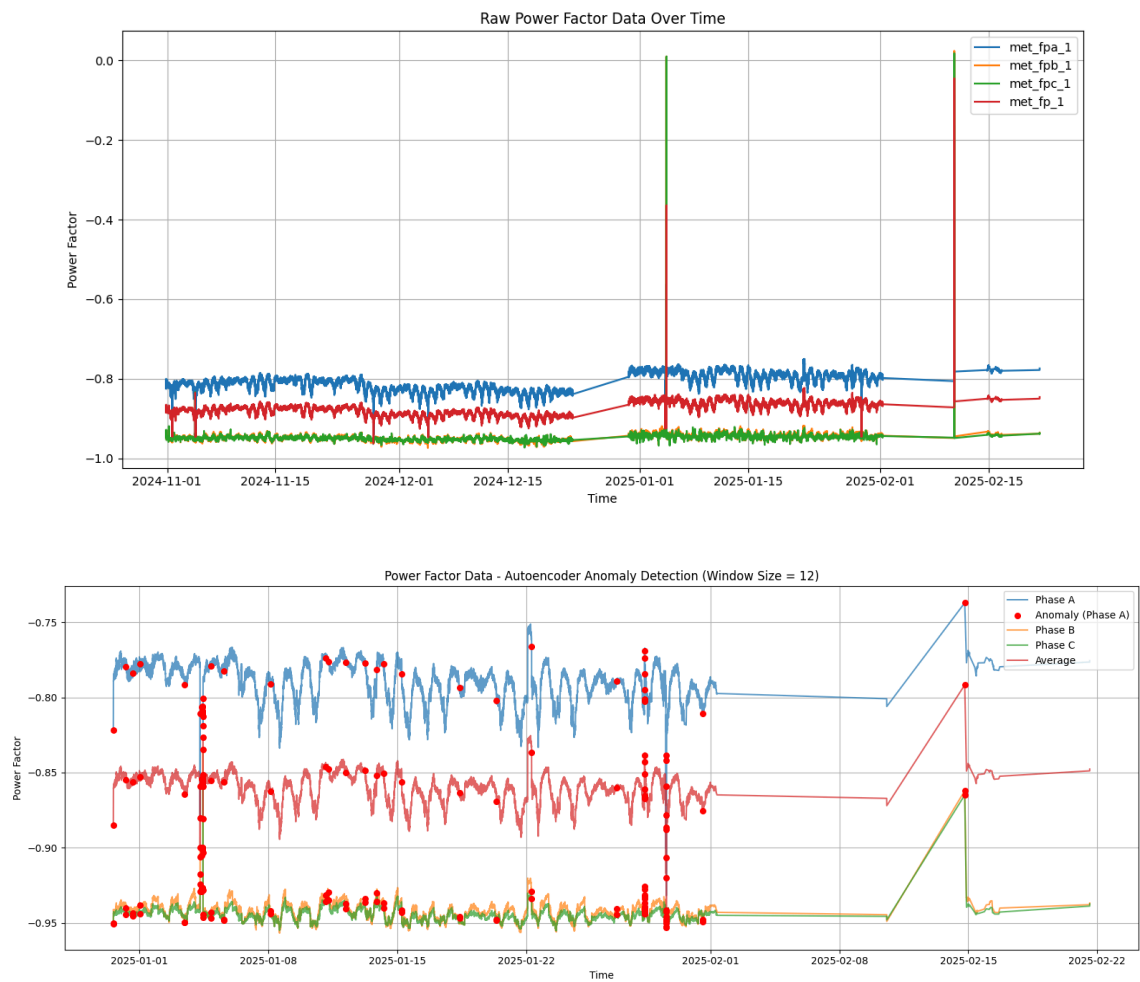 Raw Power Factor Data Over Time
met_fpa_1
met_fpb_1
met_fpc_1
met_fp_1
0.0
−0.2
−0.4
−0.6
−0.8
−1.0
Power Factor
2024-11-01 2024-11-15 2024-12-01 2024-12-15 2025-01-01 2025-01-15 2025-02-01 2025-02-15
Time
Power Factor Data - Autoencoder Anomaly Detection (Window Size = 12)
Phase A
Anomaly (Phase A)
Phase B
Phase C
Average
−0.75
−0.80
−0.85
−0.90
−0.95
Power Factor
2025-01-01 2025-01-08 2025-01-15 2025-01-22 2025-02-01 2025-02-08 2025-02-15 2025-02-22
Time